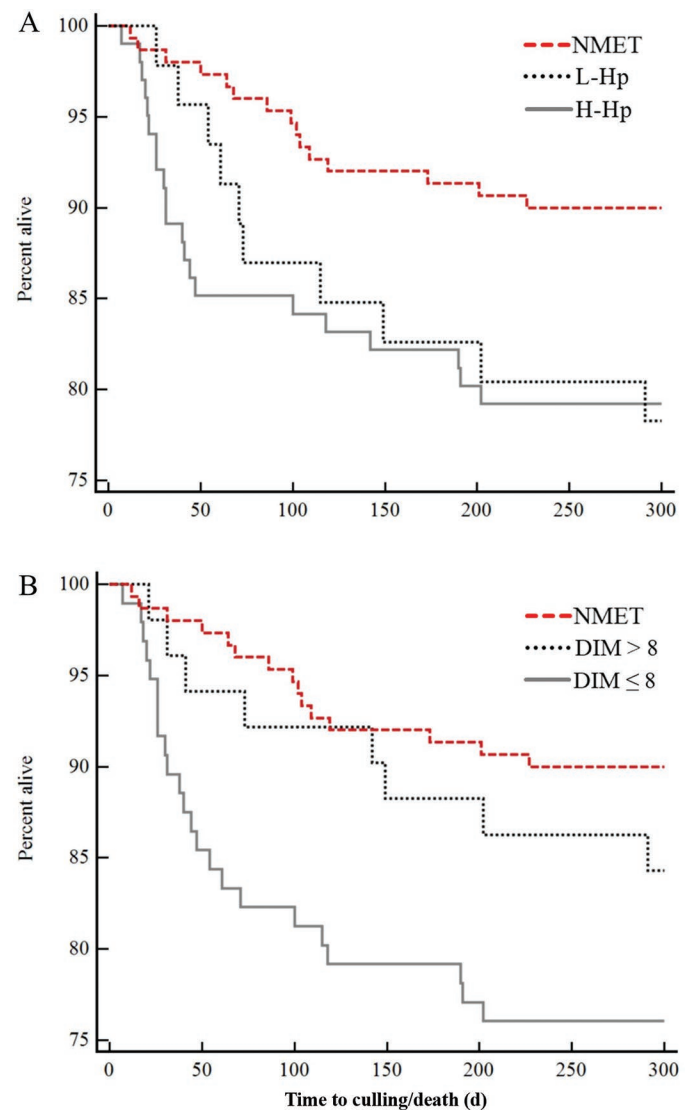 A
NMET
L-Hp
H-Hp
Percent alive
100
95
90
85
80
75
0 50 100 150 200 250 300
B
NMET
DIM > 8
DIM ≤ 8
Percent alive
100
95
90
85
80
75
0 50 100 150 200 250 300
Time to culling/death (d)